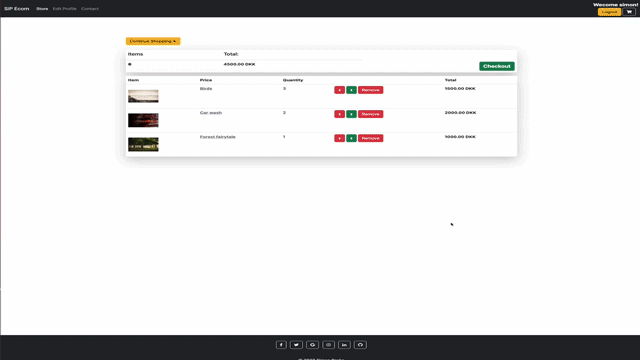 SiP Ecom Store Edit Profile Contact Welcome simon!
Logout
Continue Shopping
Items Total:
6 4500.00 DKK
Checkout
Item Price Quantity Total
Birds 3 Remove 1500.00 DKK
Car wash 2 Remove 2000.00 DKK
Forest fairytale 1 Remove 1000.00 DKK